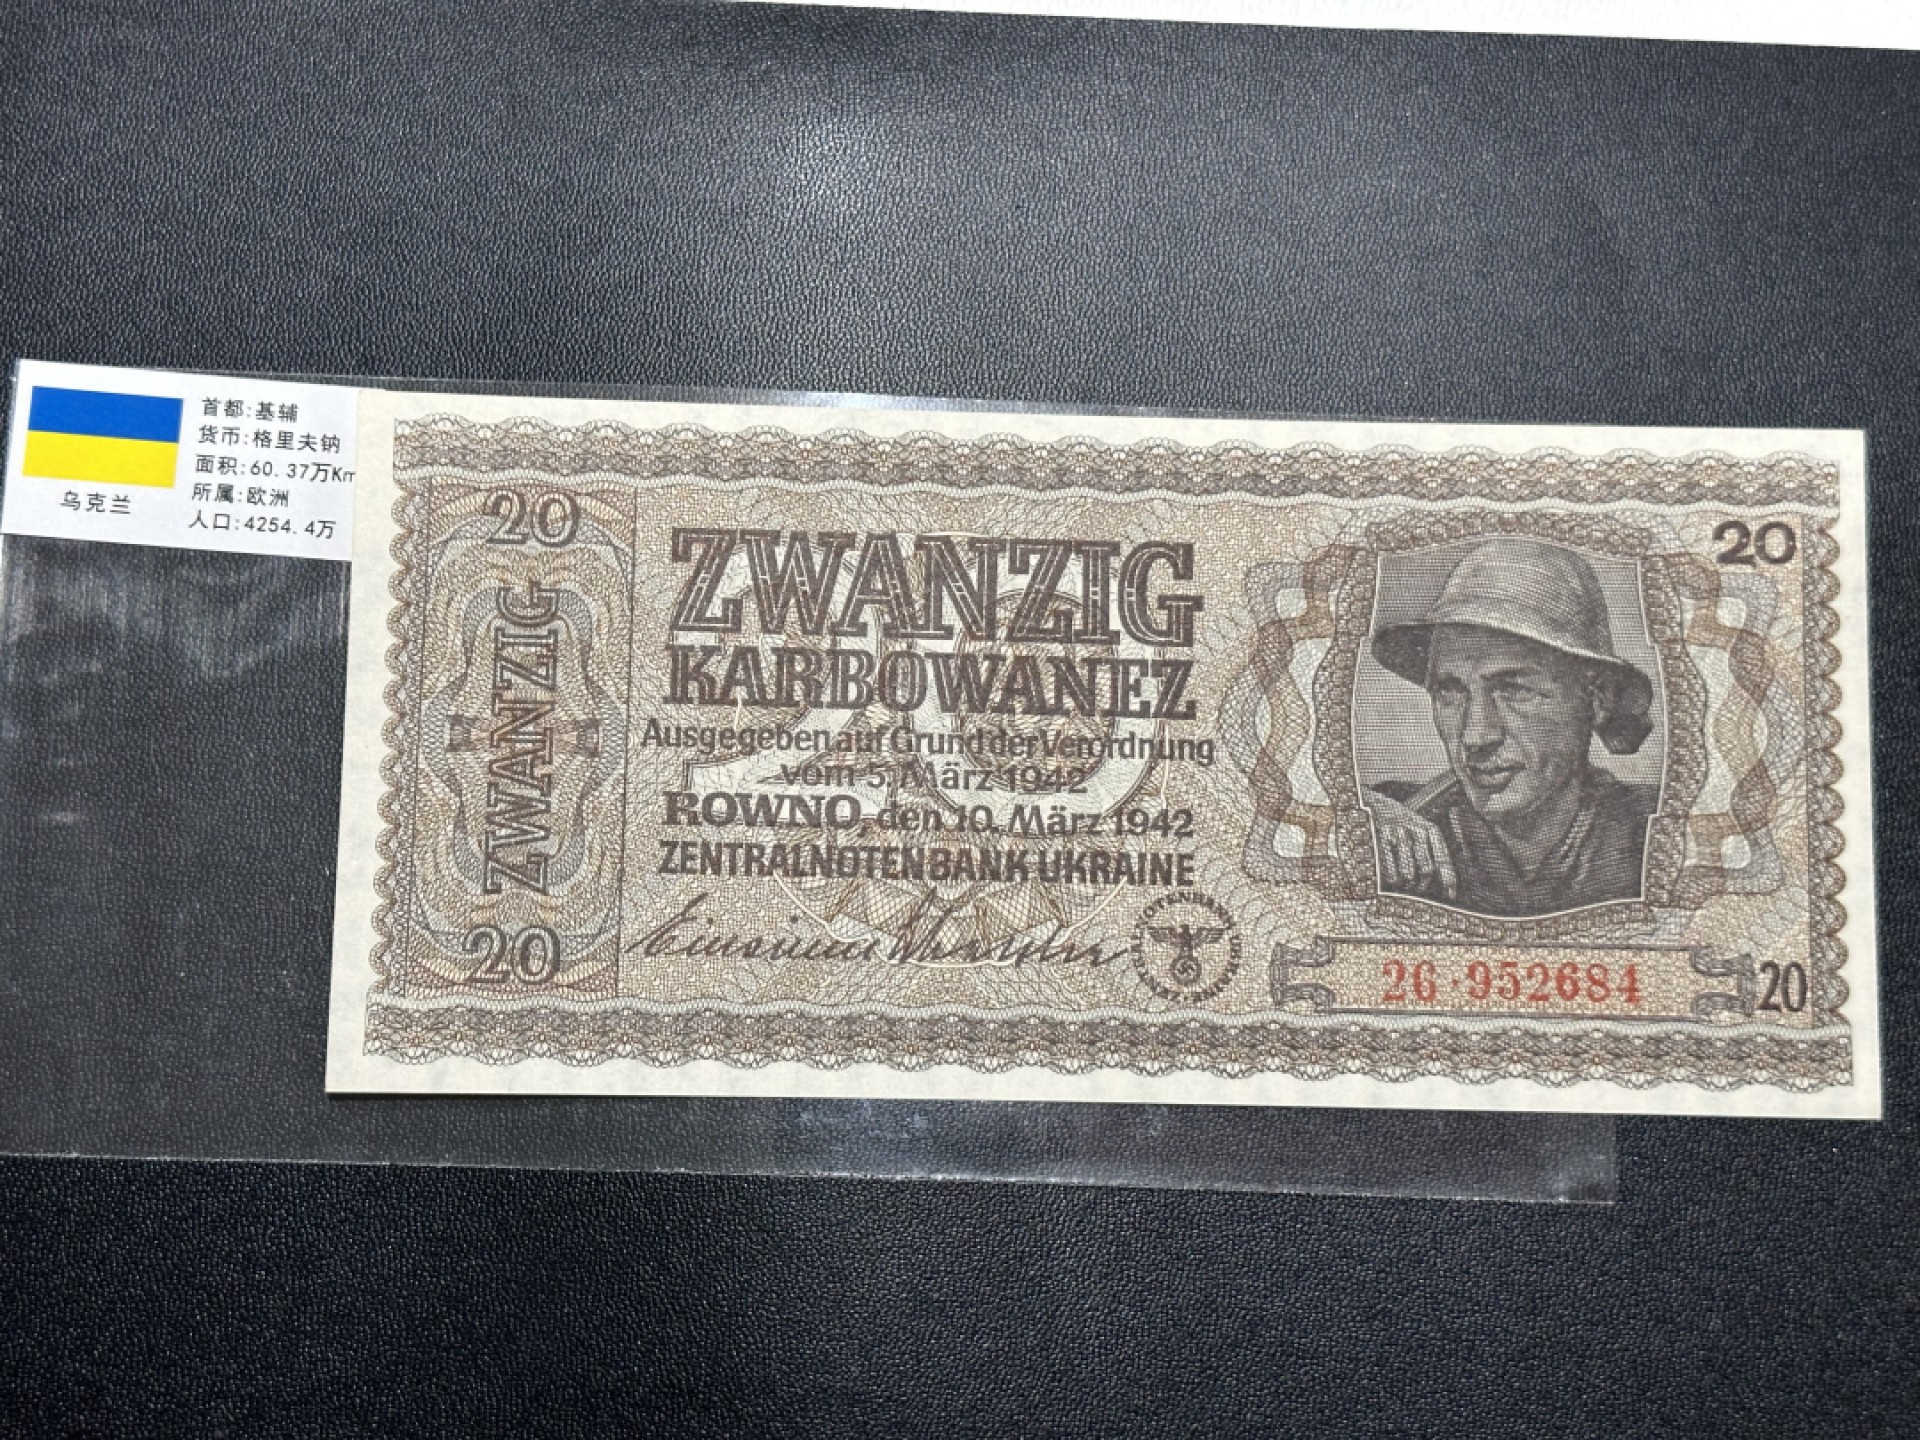 首都:基辅
货币:格里夫钠
面积:60.37万Km
所属:欧洲
人口:4254.4万
乌克兰
20
ZWANZIG
20
ZWANZIG
KARBOWANEZ
Ausgegeben auf Grund der Verordnung
vom 5. März 1942
ROWNO, den 10. März 1942
ZENTRALNOTENBANK UKRAINE
20
26·952684
20